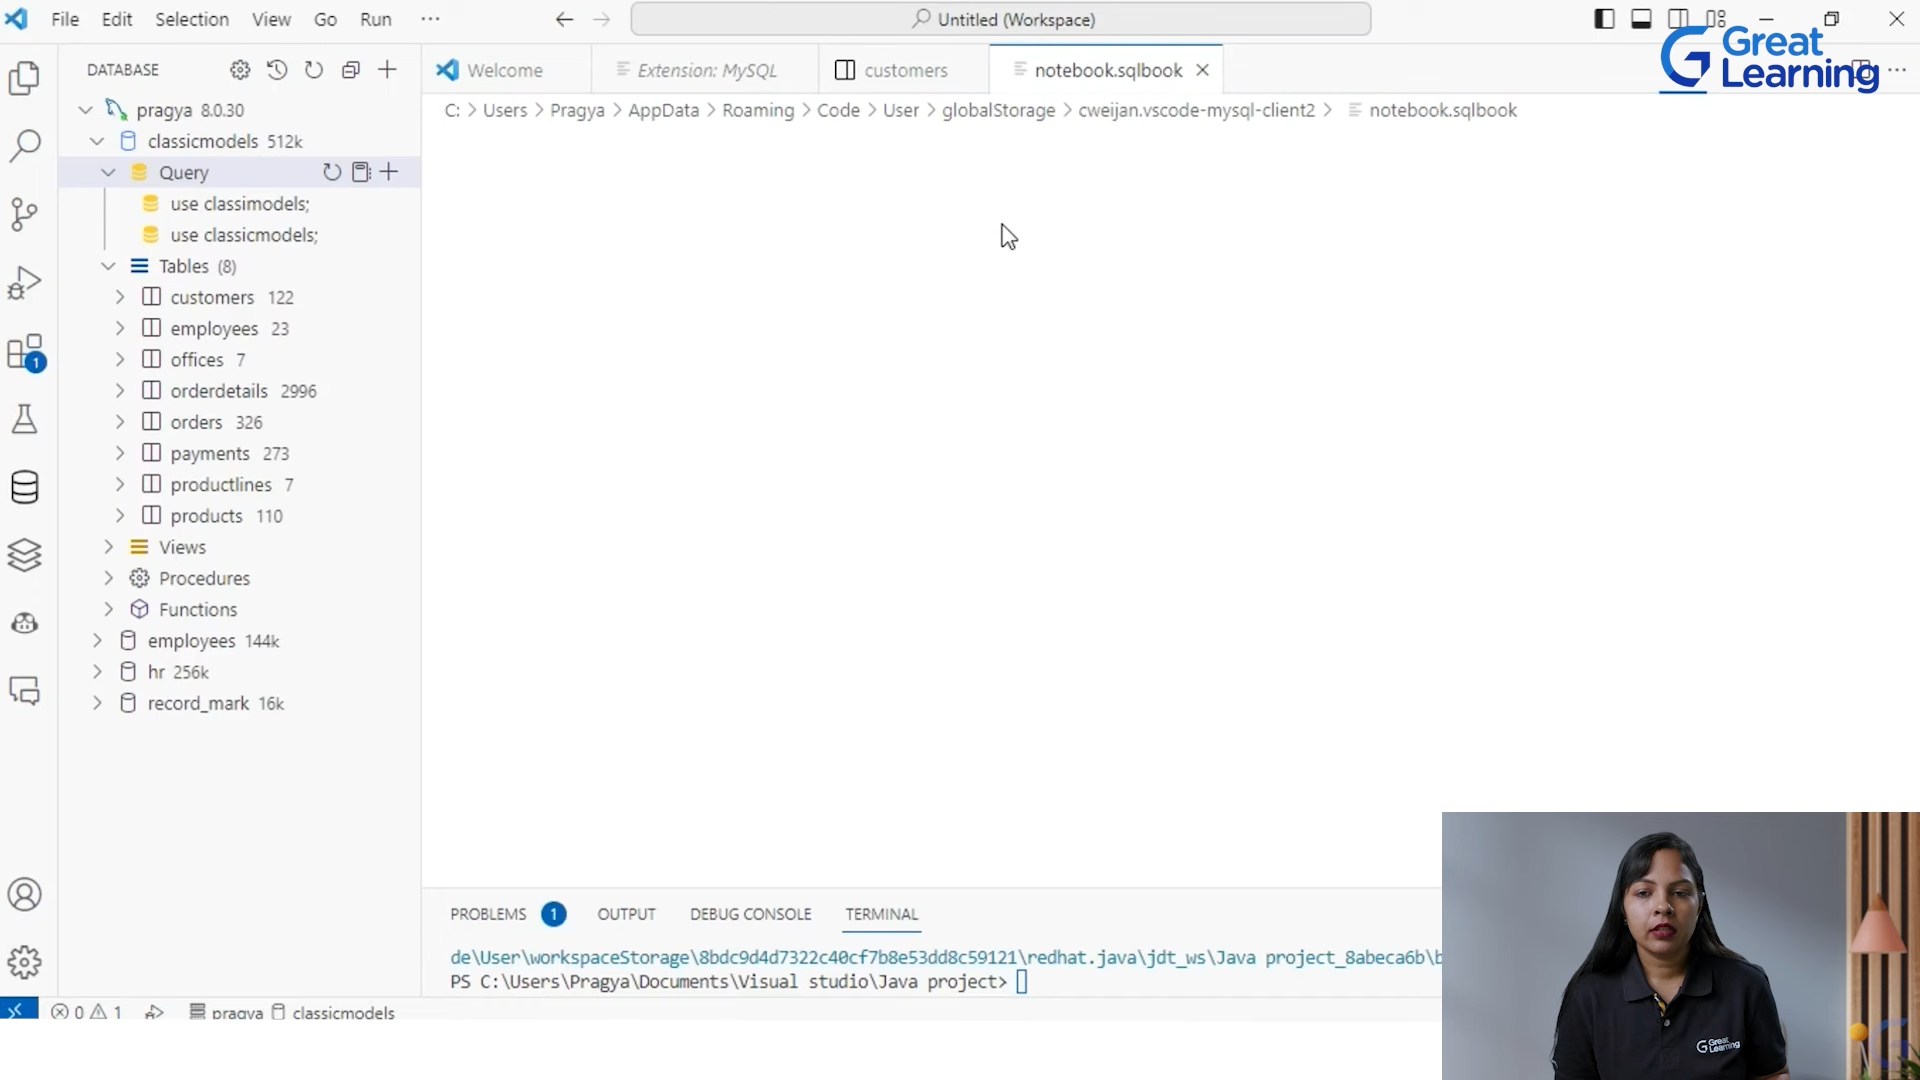 File Edit Selection View Go Run ...
Untitled (Workspace)
Great Learning
DATABASE
Welcome
Extension: MySQL
customers
notebook.sqlbook
C: > Users > Pragya > AppData > Roaming > Code > User > globalStorage > cweijan.vscode-mysql-client2 > notebook.sqlbook
pragya 8.0.30
classicmodels 512k
Query
use classimodels;
use classicmodels;
Tables (8)
customers 122
employees 23
offices 7
orderdetails 2996
orders 326
payments 273
productlines 7
products 110
Views
Procedures
Functions
employees 144k
hr 256k
record_mark 16k
1
PROBLEMS 1 OUTPUT DEBUG CONSOLE TERMINAL
de\User\workspaceStorage\8bdc9d4d7322c40cf7b8e53dd8c59121\redhat.java\jdt_ws\Java project_8abeca6b\b
PS C:\Users\Pragya\Documents\Visual studio\Java project>
0 1 pragya classicmodels
Great Learning